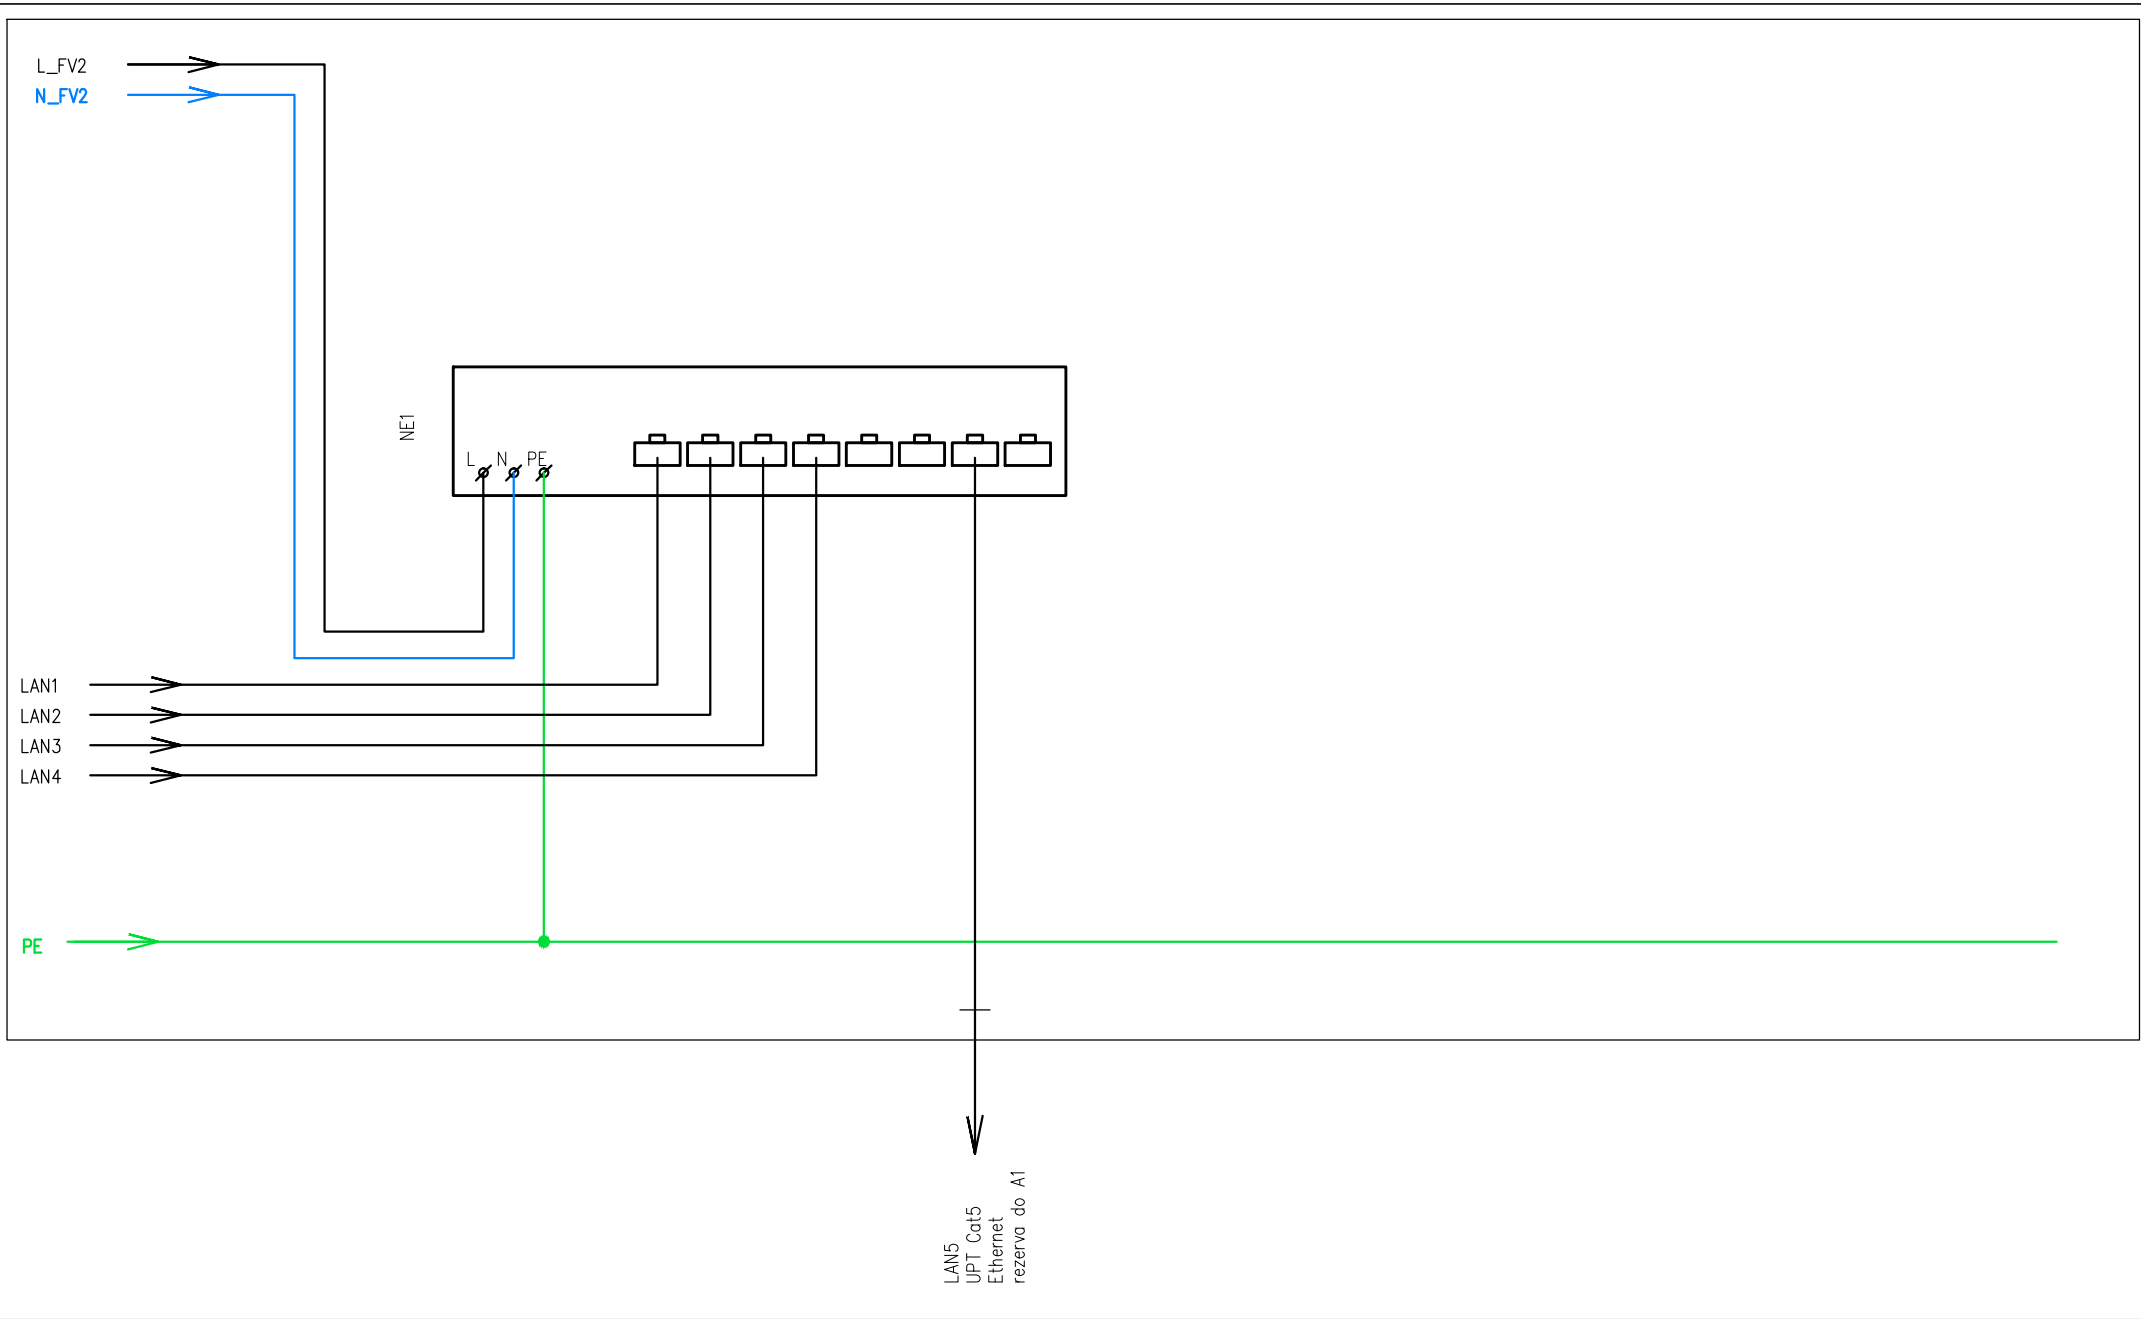 L_FV2
N_FV2
NE1
L N PE
LAN1
LAN2
LAN3
LAN4
PE
LAN5
UPT Cat5
Ethernet
rezerva do A1